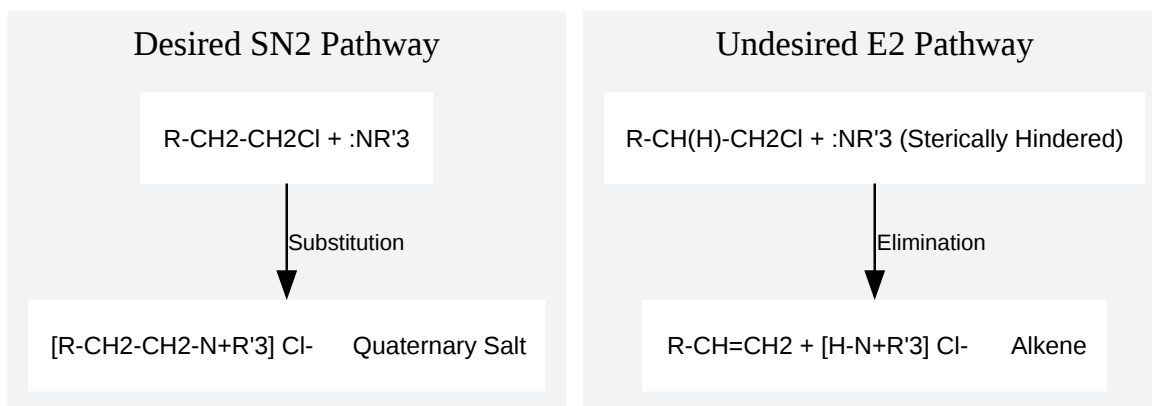 Desired SN2 Pathway
R-CH2-CH2Cl + :NR'3
Substitution
[R-CH2-CH2-N+R'3] Cl- Quaternary Salt
Undesired E2 Pathway
R-CH(H)-CH2Cl + :NR'3 (Sterically Hindered)
Elimination
R-CH=CH2 + [H-N+R'3] Cl- Alkene